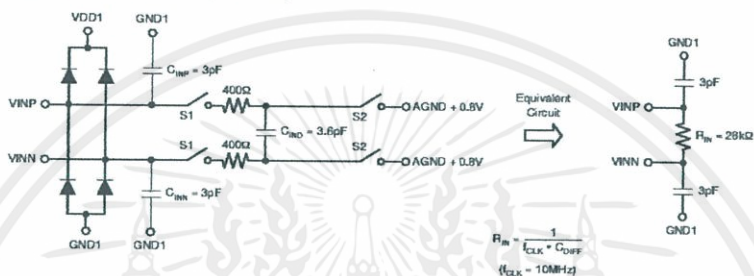 VDD1
GND1
C_INP = 3pF
400Ω
VINP
S1
S2
AGND + 0.8V
C_IND = 3.6pF
VINN
S1
400Ω
S2
AGND + 0.8V
C_INN = 3pF
GND1
GND1
Equivalent
Circuit
GND1
3pF
VINP
R_IN = 28kΩ
VINN
3pF
GND1
R_IN = 1 / f_CLK • C_DIFF
(f_CLK = 10MHz)